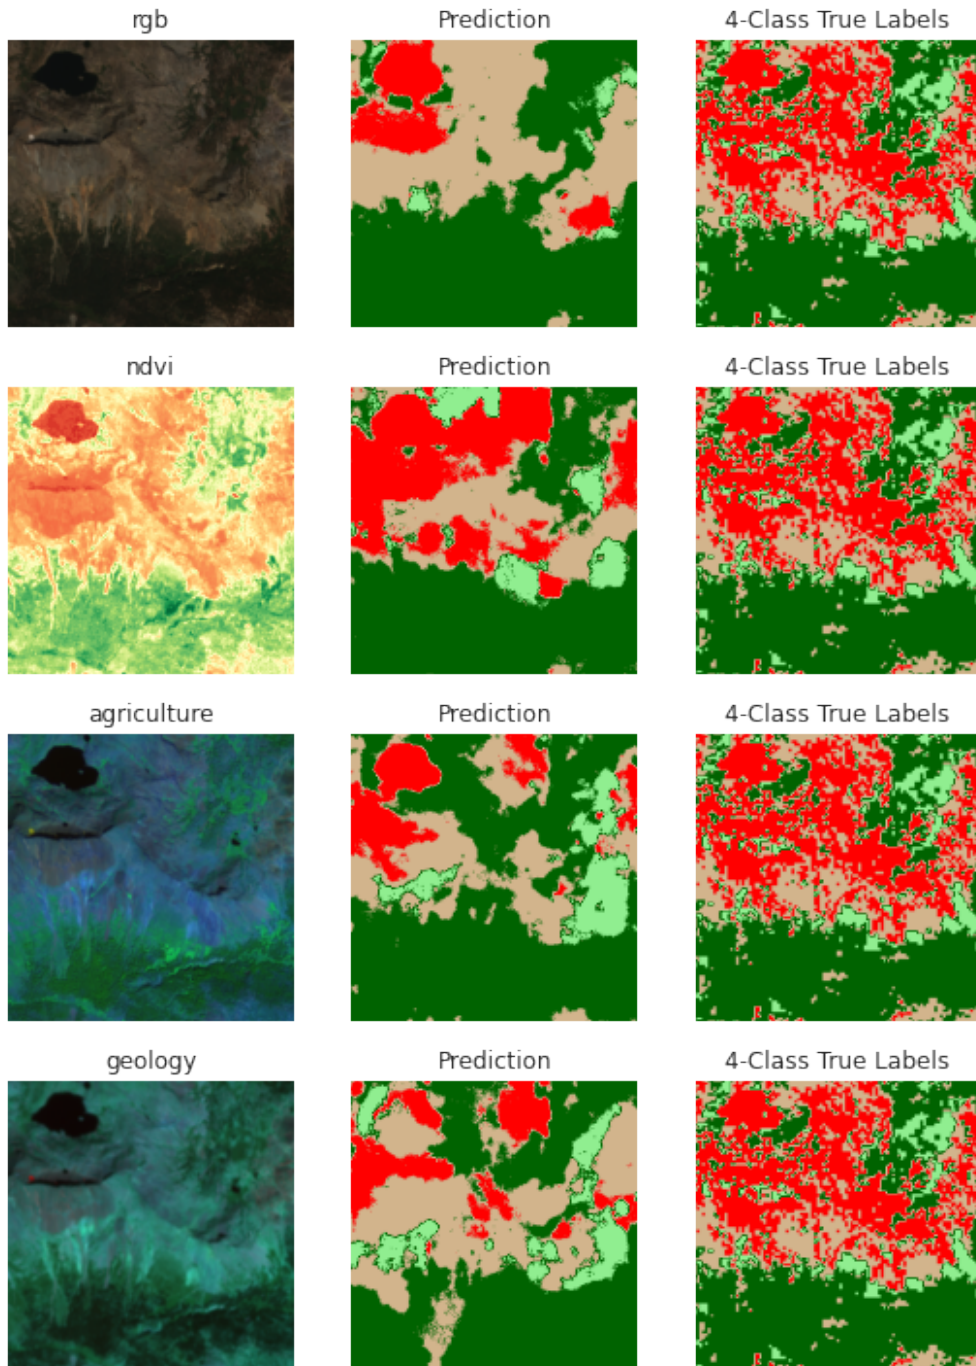 rgb Prediction 4-Class True Labels
ndvi Prediction 4-Class True Labels
agriculture Prediction 4-Class True Labels
geology Prediction 4-Class True Labels